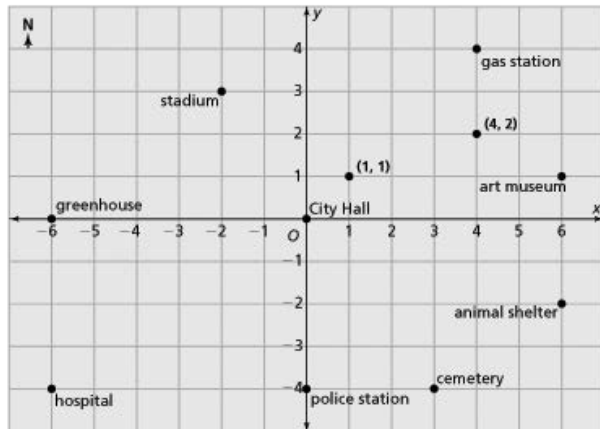 N
y
4
gas station
3
stadium
2
(4, 2)
1
(1, 1)
art museum
greenhouse
City Hall
x
−6 −5 −4 −3 −2 −1 O 1 2 3 4 5 6
−1
−2
animal shelter
−3
cemetery
−4
hospital
police station